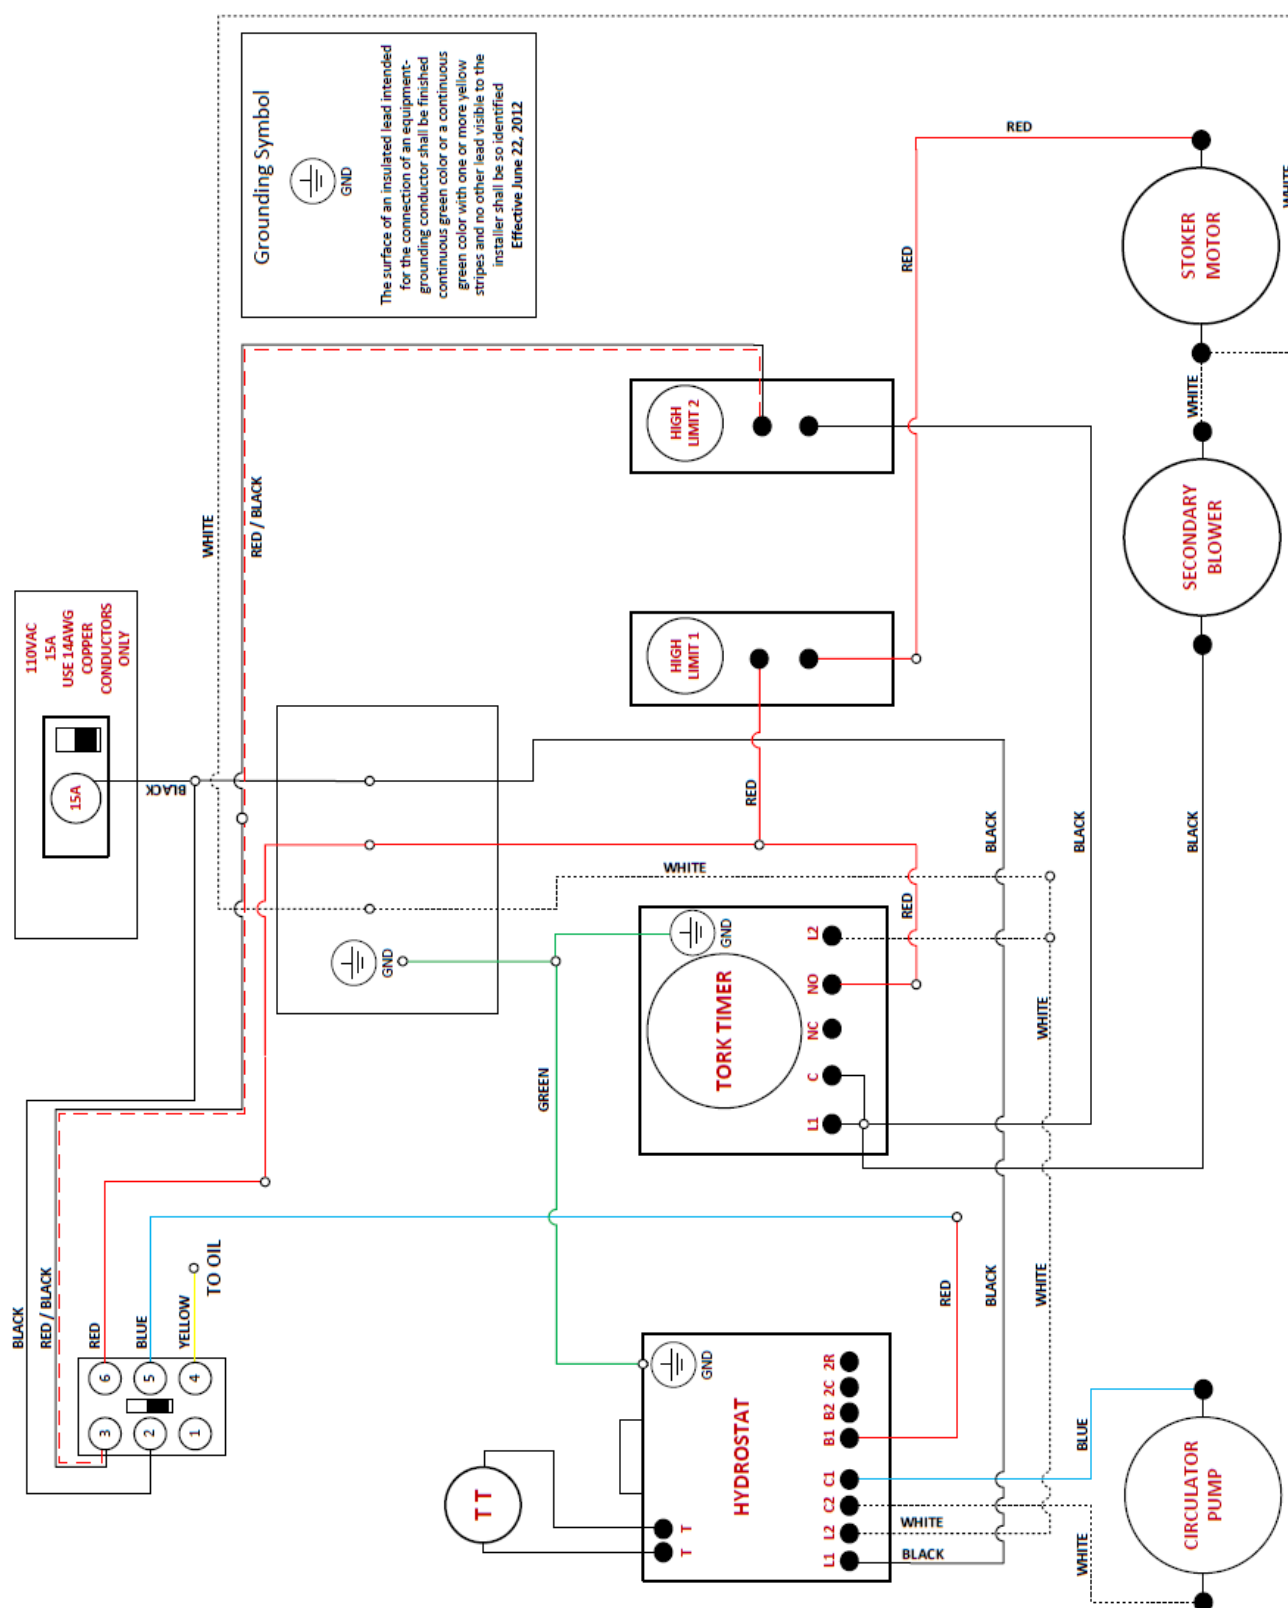 Grounding Symbol
GND
The surface of an insulated lead intended
for the connection of an equipment-
grounding conductor shall be finished
continuous green color or a continuous
green color with one or more yellow
stripes and no other lead visible to the
installer shall be so identified
Effective June 22, 2012
RED
RED
WHITE
STOKER
MOTOR
WHITE
SECONDARY
BLOWER
HIGH
LIMIT 2
HIGH
LIMIT 1
WHITE
RED / BLACK
110VAC
15A
USE 14AWG
COPPER
CONDUCTORS
ONLY
15A
BLACK
RED
BLACK
BLACK
BLACK
WHITE
RED
GND
GND
TORK TIMER
L2
NO
NC
C
L1
WHITE
GREEN
BLACK
RED / BLACK
RED
BLUE
YELLOW
TO OIL
6
5
4
3
2
1
RED
BLACK
WHITE
GND
HYDROSTAT
2R
2C
B2
B1
C1
C2
L2
L1
T T
T
T
WHITE
BLACK
BLUE
WHITE
CIRCULATOR
PUMP